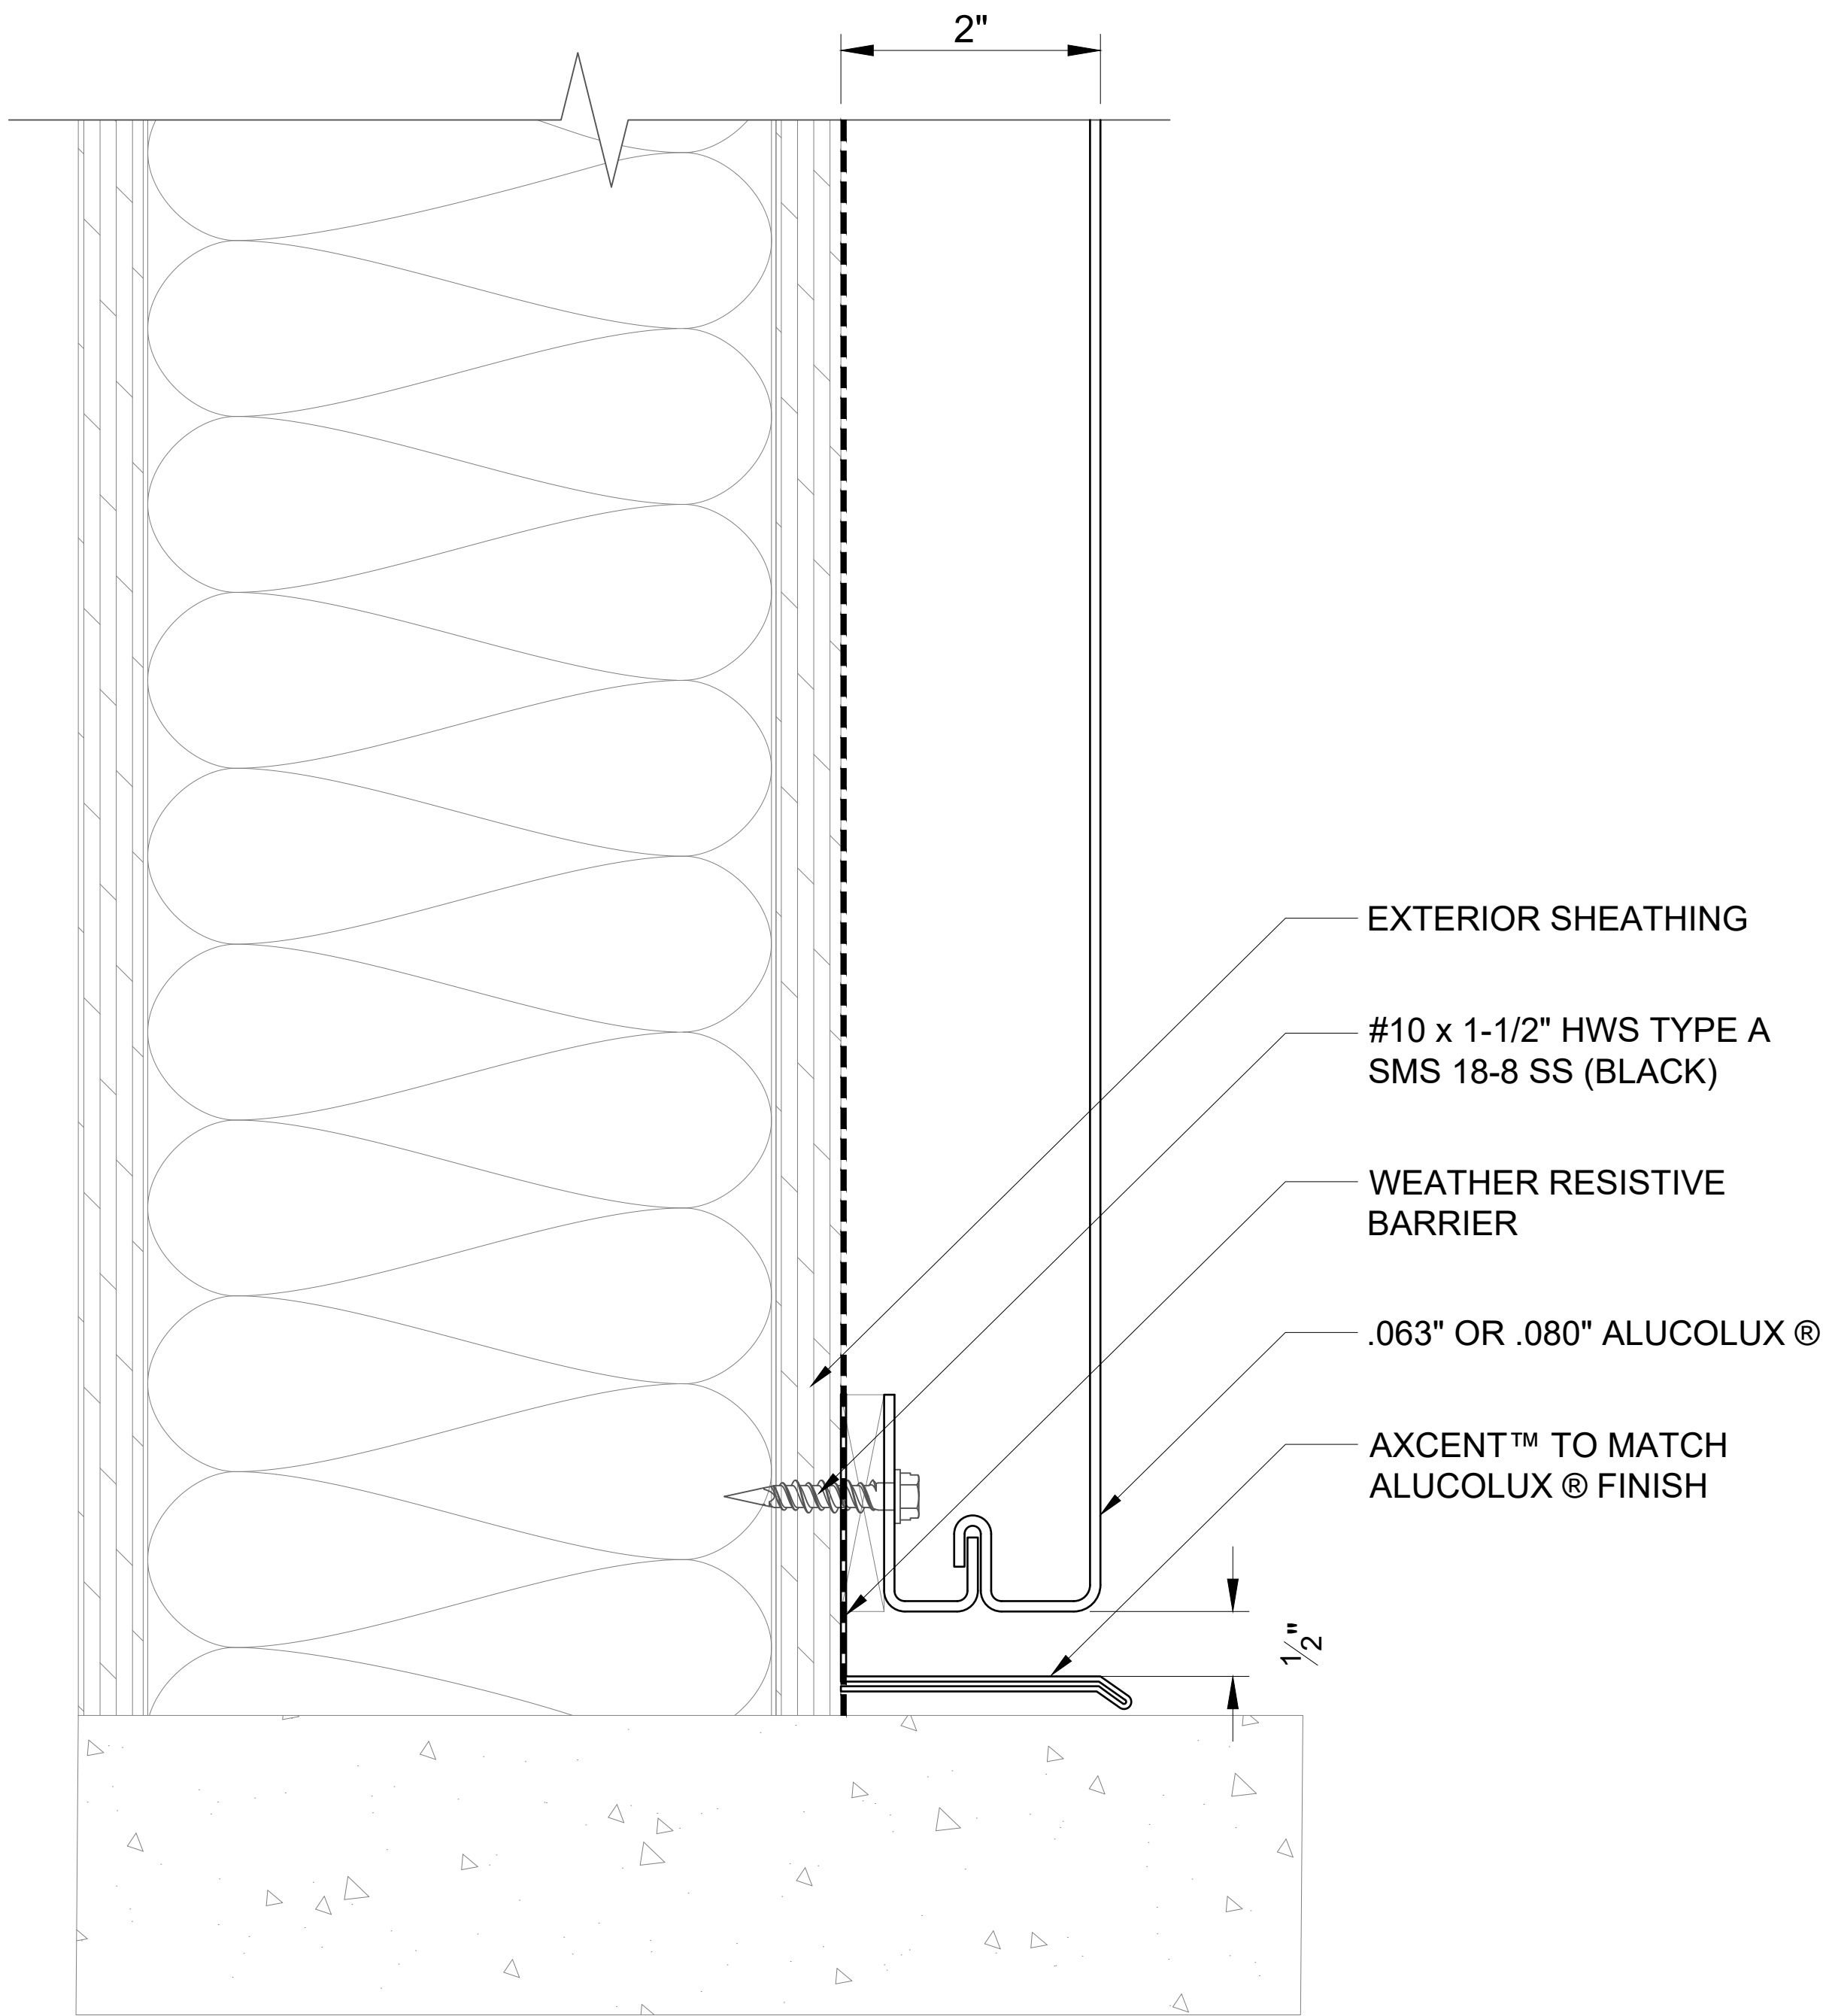 2"
EXTERIOR SHEATHING
#10 x 1-1/2" HWS TYPE A
SMS 18-8 SS (BLACK)
WEATHER RESISTIVE
BARRIER
.063" OR .080" ALUCOLUX ®
AXCENT™ TO MATCH
ALUCOLUX ® FINISH
1/2"